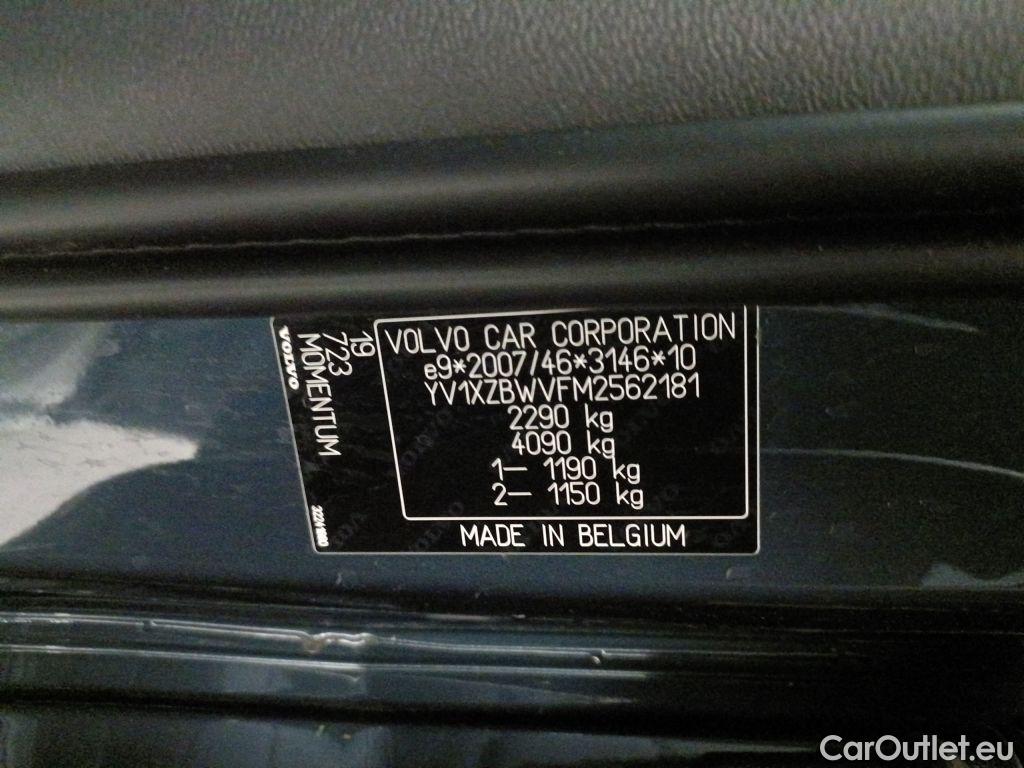 VOLVO CAR CORPORATION
e9*2007/46*3146*10
YV1XZBWVFM2562181
2290 kg
4090 kg
1– 1190 kg
2– 1150 kg
MADE IN BELGIUM
19
723
MOMENTUM
VOLVO
CarOutlet.eu